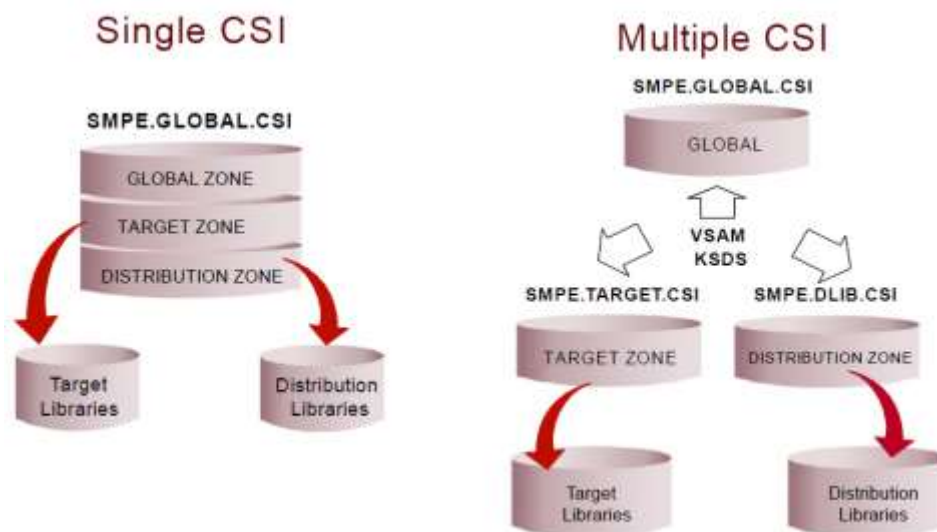 Single CSI
SMPE.GLOBAL.CSI
GLOBAL ZONE
TARGET ZONE
DISTRIBUTION ZONE
Target
Libraries
Distribution
Libraries
Multiple CSI
SMPE.GLOBAL.CSI
GLOBAL
VSAM
KSDS
SMPE.TARGET.CSI
SMPE.DLIB.CSI
TARGET ZONE
DISTRIBUTION ZONE
Target
Libraries
Distribution
Libraries